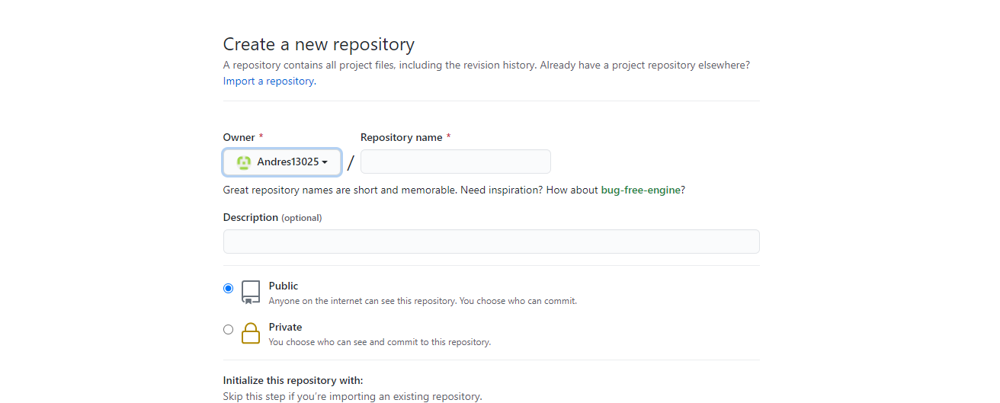 Create a new repository
A repository contains all project files, including the revision history. Already have a project repository elsewhere?
Import a repository.
Owner * Repository name *
Andres13025 /
Great repository names are short and memorable. Need inspiration? How about bug-free-engine?
Description (optional)
Public
Anyone on the internet can see this repository. You choose who can commit.
Private
You choose who can see and commit to this repository.
Initialize this repository with:
Skip this step if you’re importing an existing repository.